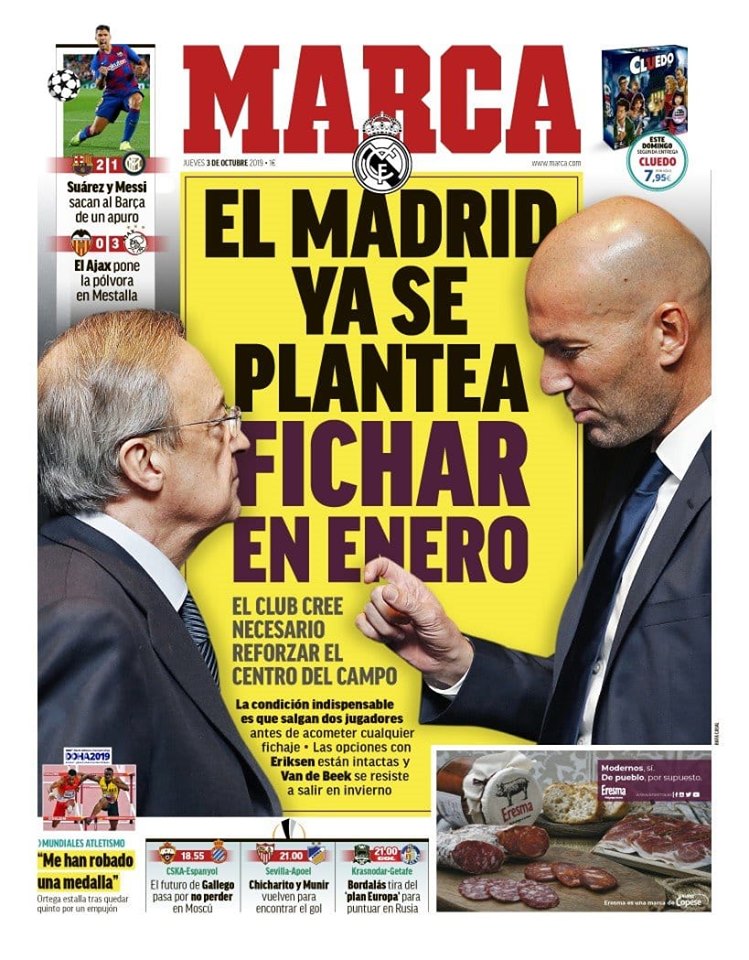 MARCA
JUEVES 3 DE OCTUBRE 2019 • 1€
www.marca.com
2 1
Suárez y Messi
sacan al Barça
de un apuro
0 3
El Ajax pone
la pólvora
en Mestalla
CLUEDO
ESTE
DOMINGO
SEGUNDA ENTREGA
CLUEDO
POR SOLO
7,95€
EL MADRID
YA SE
PLANTEA
FICHAR
EN ENERO
EL CLUB CREE
NECESARIO
REFORZAR EL
CENTRO DEL CAMPO
La condición indispensable
es que salgan dos jugadores
antes de acometer cualquier
fichaje • Las opciones con
Eriksen están intactas y
Van de Beek se resiste
a salir en invierno
DOHA2019
MUNDIALES ATLETISMO
“Me han robado
una medalla”
Ortega estalla tras quedar
quinto por un empujón
18.55
CSKA-Espanyol
El futuro de Gallego
pasa por no perder
en Moscú
21.00
Sevilla-Apoel
Chicharito y Munir
vuelven para
encontrar el gol
21.00
Krasnodar-Getafe
Bordalás tira del
'plan Europa' para
puntuar en Rusia
Modernos, sí.
De pueblo, por supuesto.
Eresma
Eresma
Eresma es una marca de Copese